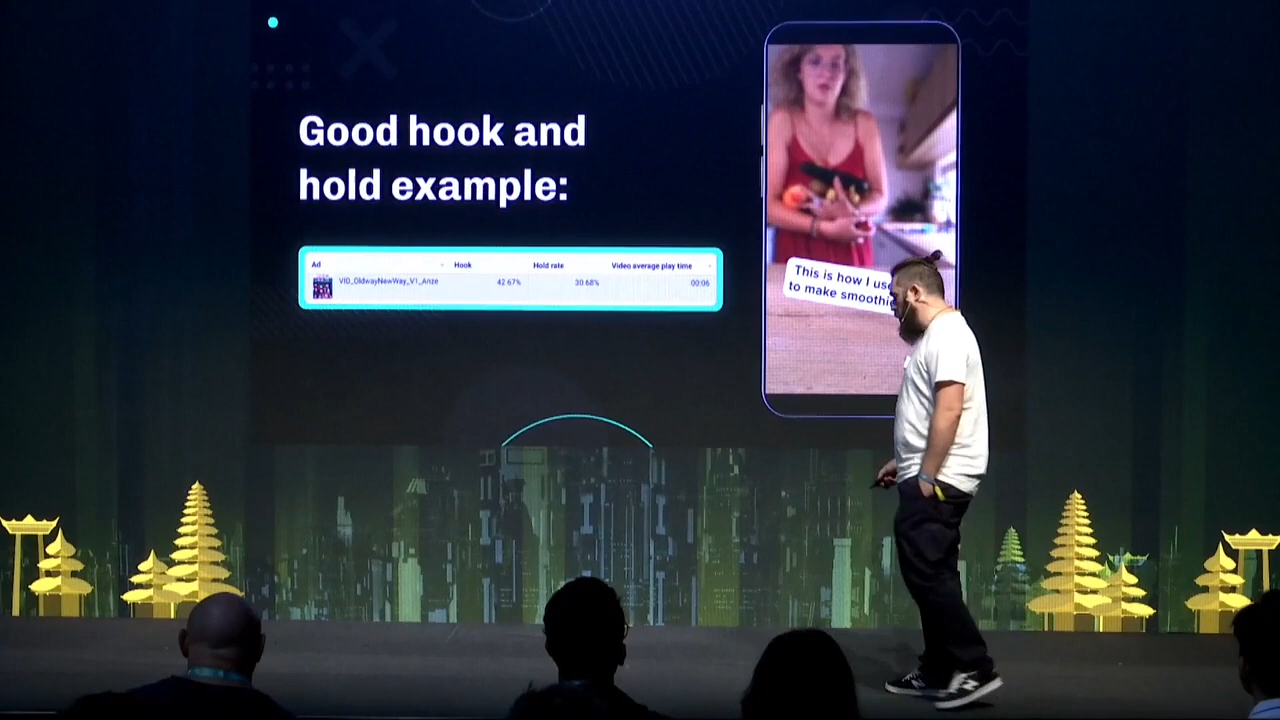 Good hook and
hold example:
Ad Hook Hold rate Video average play time
VID_OldwayNewWay_V1_Anze 42.67% 30.68% 00:06
This is how I use
to make smoothie